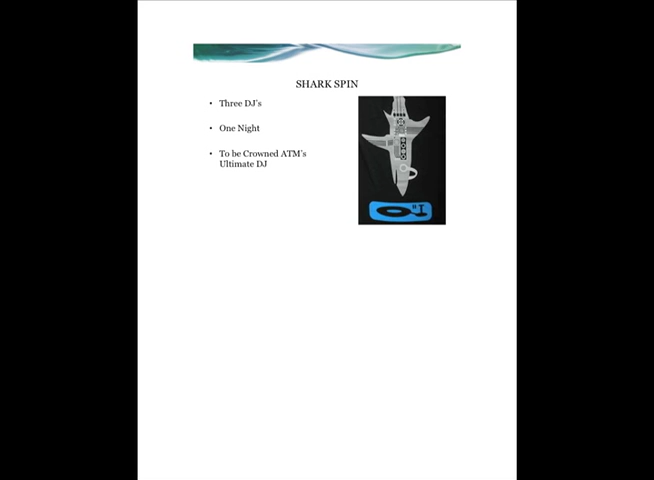 SHARK SPIN
• Three DJ's
• One Night
• To be Crowned ATM's
Ultimate DJ